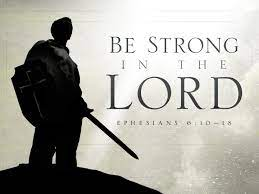 BE STRONG
IN THE
LORD
EPHESIANS 6:10-18